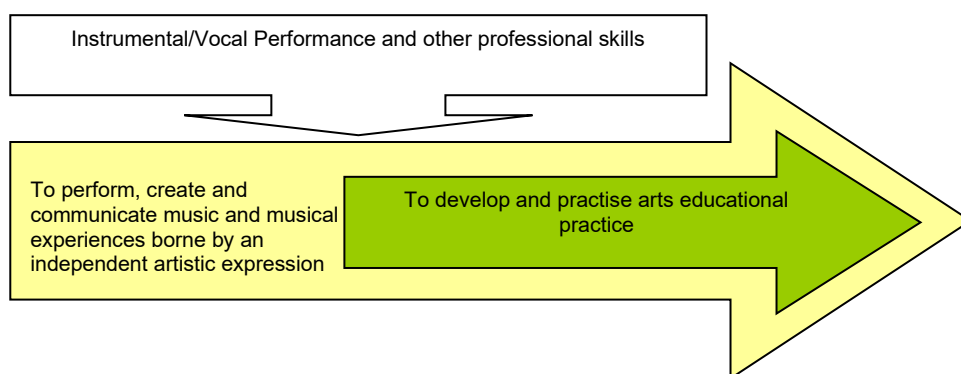 Instrumental/Vocal Performance and other professional skills
To perform, create and
communicate music and musical
experiences borne by an
independent artistic expression
To develop and practise arts educational
practice